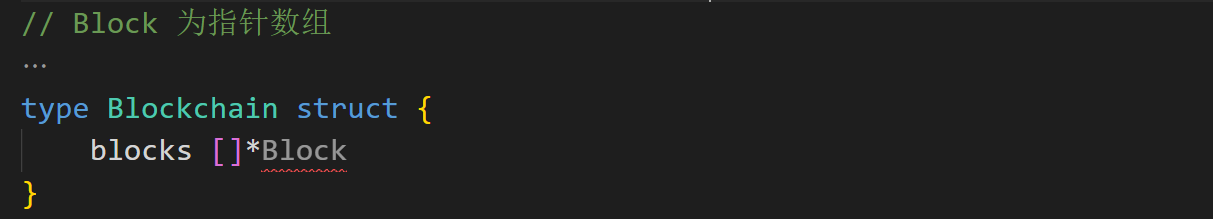 // Block 为指针数组
...
type Blockchain struct {
    blocks []*Block
}